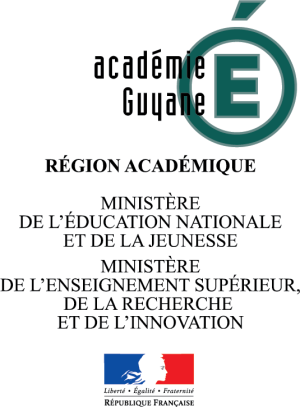 académie
Guyane
É
RÉGION ACADÉMIQUE
MINISTÈRE
DE L'ÉDUCATION NATIONALE
ET DE LA JEUNESSE
MINISTÈRE
DE L'ENSEIGNEMENT SUPÉRIEUR,
DE LA RECHERCHE
ET DE L'INNOVATION
Liberté • Égalité • Fraternité
RÉPUBLIQUE FRANÇAISE